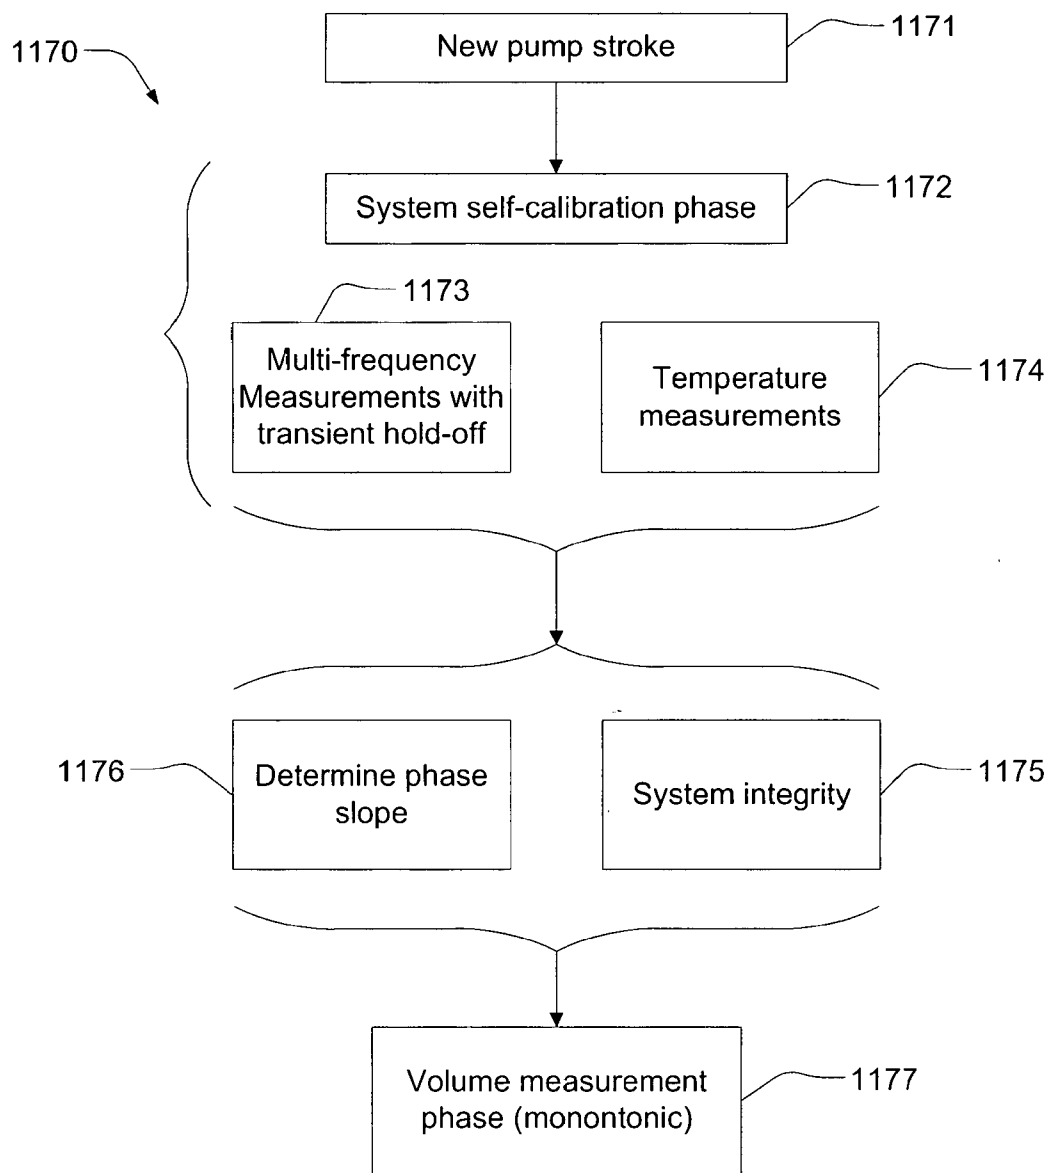 1170
New pump stroke
1171
System self-calibration phase
1172
1173
Multi-frequency
Measurements with
transient hold-off
Temperature
measurements
1174
1176
Determine phase
slope
System integrity
1175
Volume measurement
phase (monontonic)
1177